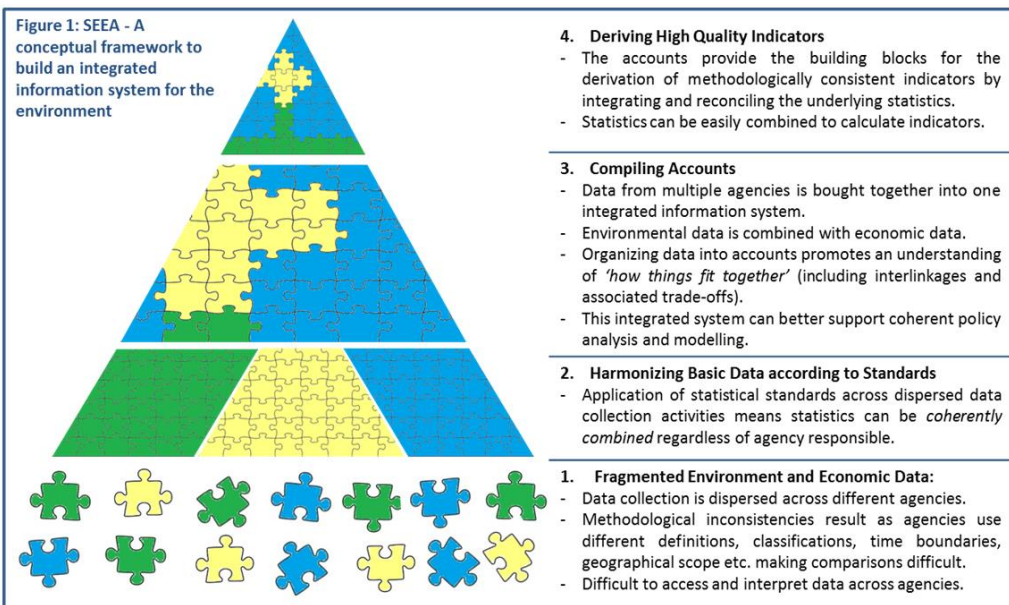 Figure 1: SEEA - A
conceptual framework to
build an integrated
information system for the
environment
4. Deriving High Quality Indicators
- The accounts provide the building blocks for the
derivation of methodologically consistent indicators by
integrating and reconciling the underlying statistics.
- Statistics can be easily combined to calculate indicators.
3. Compiling Accounts
- Data from multiple agencies is bought together into one
integrated information system.
- Environmental data is combined with economic data.
- Organizing data into accounts promotes an understanding
of 'how things fit together' (including interlinkages and
associated trade-offs).
- This integrated system can better support coherent policy
analysis and modelling.
2. Harmonizing Basic Data according to Standards
- Application of statistical standards across dispersed data
collection activities means statistics can be coherently
combined regardless of agency responsible.
1. Fragmented Environment and Economic Data:
- Data collection is dispersed across different agencies.
- Methodological inconsistencies result as agencies use
different definitions, classifications, time boundaries,
geographical scope etc. making comparisons difficult.
- Difficult to access and interpret data across agencies.